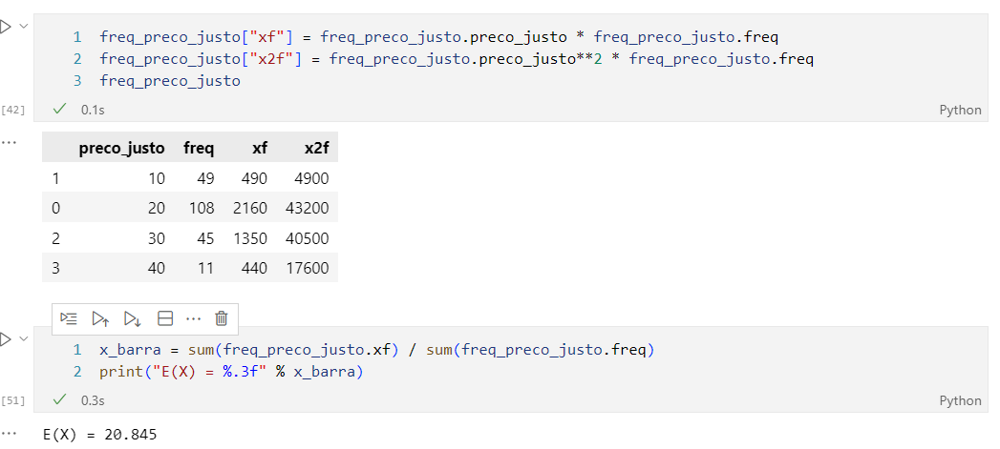 1 freq_preco_justo["xf"] = freq_preco_justo.preco_justo * freq_preco_justo.freq
2 freq_preco_justo["x2f"] = freq_preco_justo.preco_justo**2 * freq_preco_justo.freq
3 freq_preco_justo
[42] 0.1s Python
... preco_justo freq xf x2f
1 10 49 490 4900
0 20 108 2160 43200
2 30 45 1350 40500
3 40 11 440 17600
1 x_barra = sum(freq_preco_justo.xf) / sum(freq_preco_justo.freq)
2 print("E(X) = %.3f" % x_barra)
[51] 0.3s Python
... E(X) = 20.845